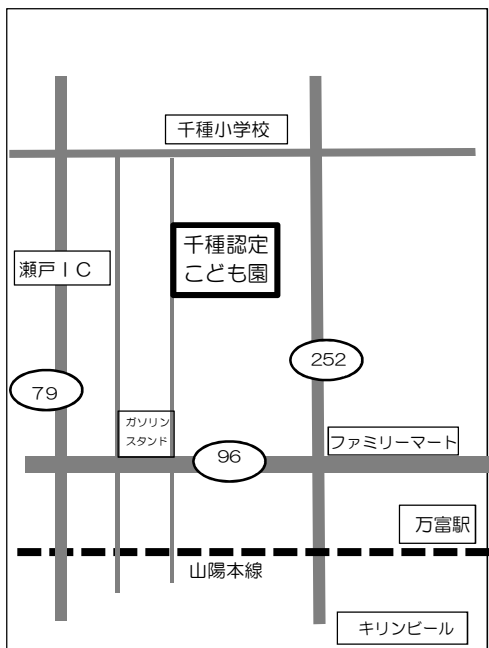 千種小学校
千種認定
こども園
瀬戸IC
252
79
ガソリン
スタンド
ファミリーマート
96
万富駅
山陽本線
キリンビール